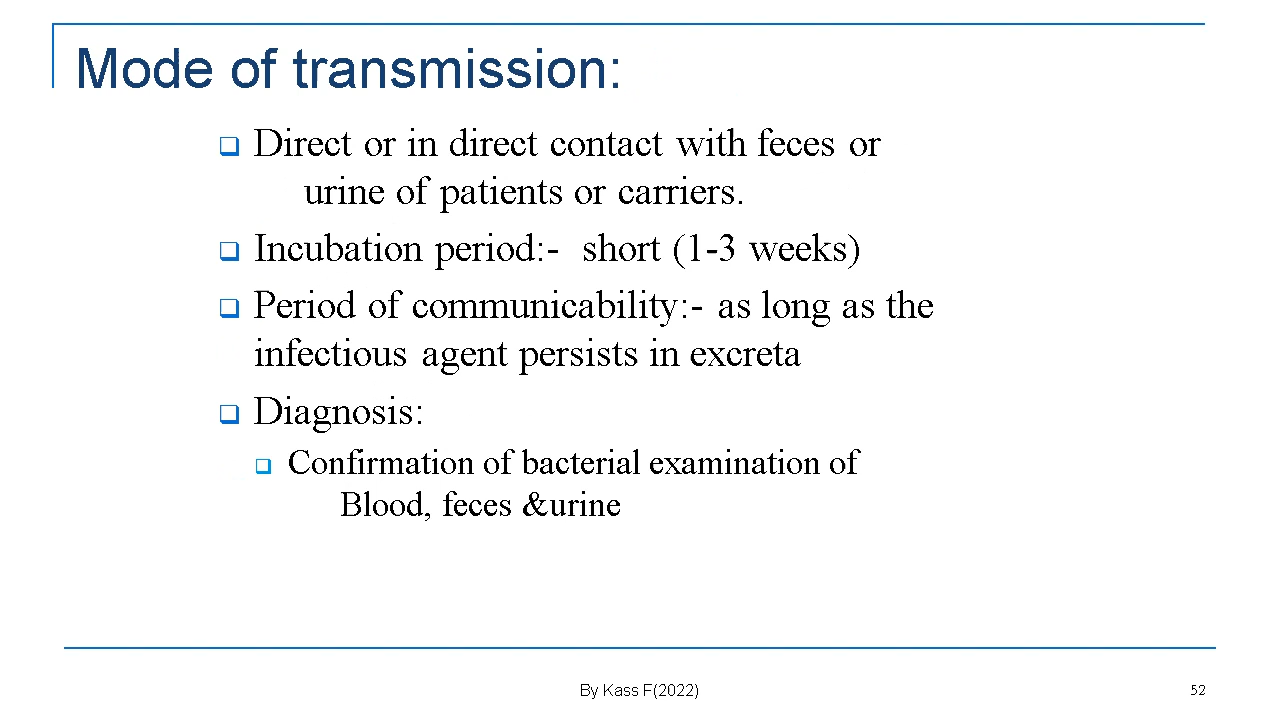 Mode of transmission:
Direct or in direct contact with feces or
urine of patients or carriers.
Incubation period:- short (1-3 weeks)
Period of communicability:- as long as the
infectious agent persists in excreta
Diagnosis:
Confirmation of bacterial examination of
Blood, feces &urine
By Kass F(2022)
52